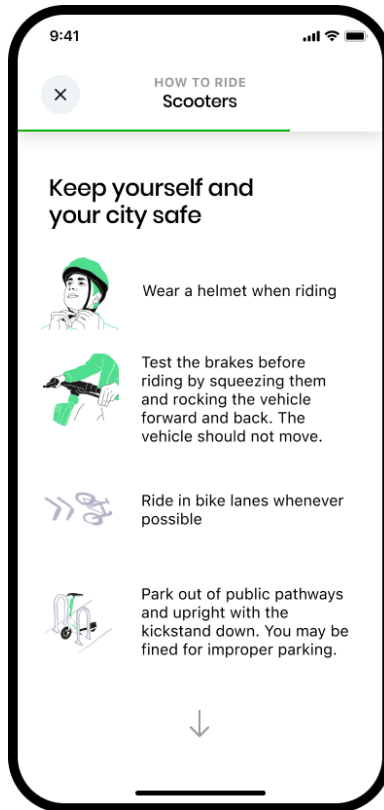 9:41
HOW TO RIDE
Scooters
Keep yourself and
your city safe
Wear a helmet when riding
Test the brakes before
riding by squeezing them
and rocking the vehicle
forward and back. The
vehicle should not move.
Ride in bike lanes whenever
possible
Park out of public pathways
and upright with the
kickstand down. You may be
fined for improper parking.